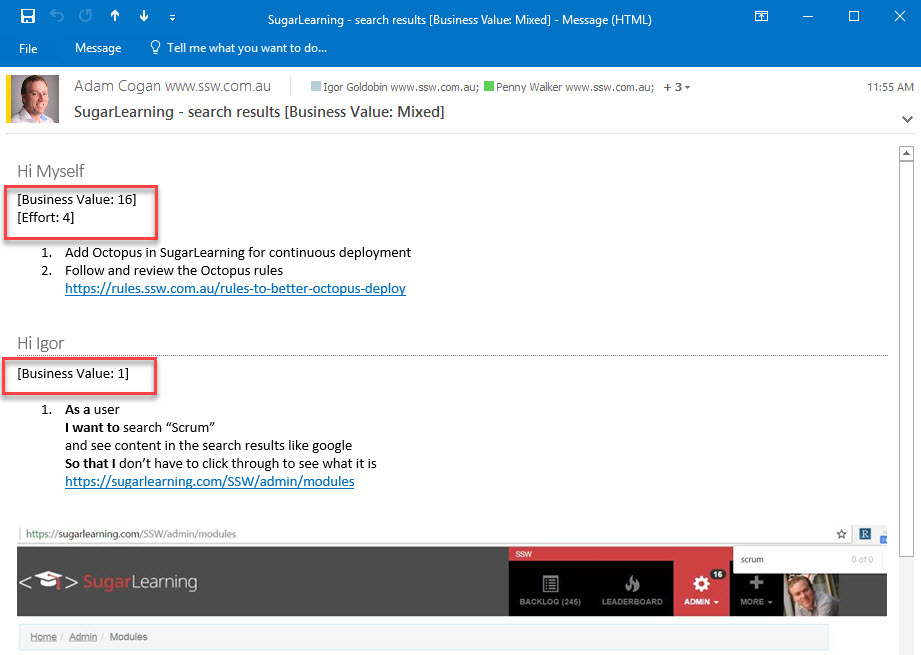 SugarLearning - search results [Business Value: Mixed] - Message (HTML)
File Message Tell me what you want to do...
Adam Cogan www.ssw.com.au Igor Goldobin www.ssw.com.au; Penny Walker www.ssw.com.au; + 3 11:55 AM
SugarLearning - search results [Business Value: Mixed]
Hi Myself
[Business Value: 16]
[Effort: 4]
1. Add Octopus in SugarLearning for continuous deployment
2. Follow and review the Octopus rules
https://rules.ssw.com.au/rules-to-better-octopus-deploy
Hi Igor
[Business Value: 1]
1. As a user
I want to search “Scrum”
and see content in the search results like google
So that I don’t have to click through to see what it is
https://sugarlearning.com/SSW/admin/modules
https://sugarlearning.com/SSW/admin/modules R
SSW scrum 0 of 0
SugarLearning 16
BACKLOG (245) LEADERBOARD ADMIN MORE
Home / Admin / Modules